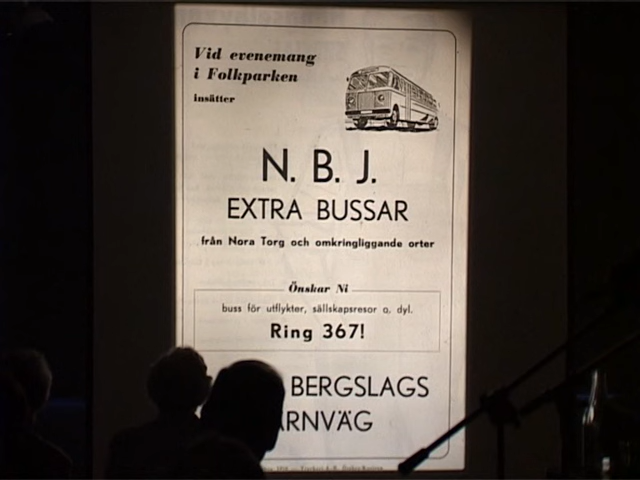 Vid evenemang
i Folkparken
insätter
N. B. J.
EXTRA BUSSAR
från Nora Torg och omkringliggande orter
Önskar Ni
buss för utflykter, sällskapsresor o. dyl.
Ring 367!
BERGSLAGS
RNVÄG